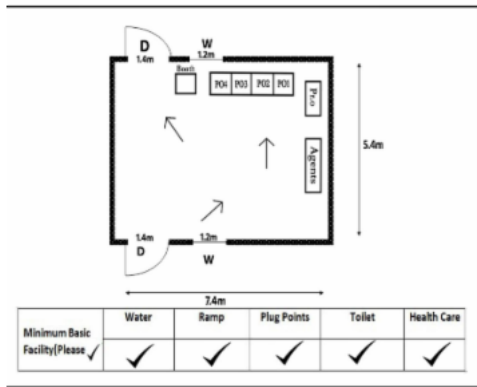 D
W
1.4m
1.2m
Booth
PO4 PO3 PO2 PO1
PLO
5.4m
Agents
1.4m
1.2m
D
W
7.4m
Water Ramp Plug Points Toilet Health Care
Minimum Basic
Facility(Please ✓ ✓ ✓ ✓ ✓ ✓